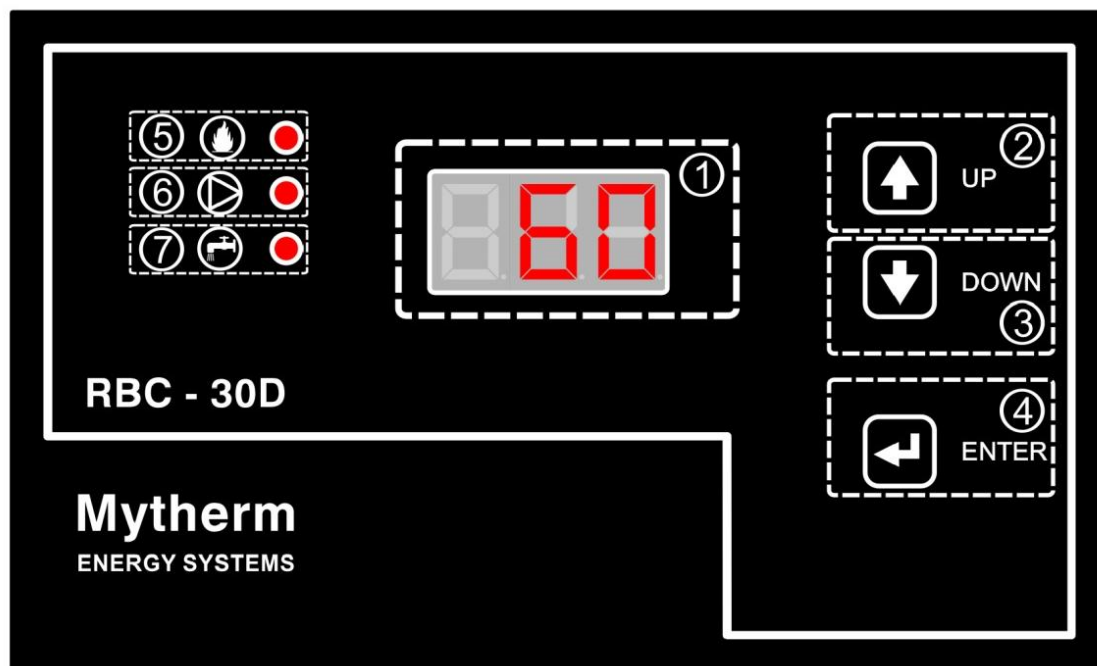 5
6
7
1
60
2
UP
DOWN
3
4
ENTER
RBC - 30D
Mytherm
ENERGY SYSTEMS